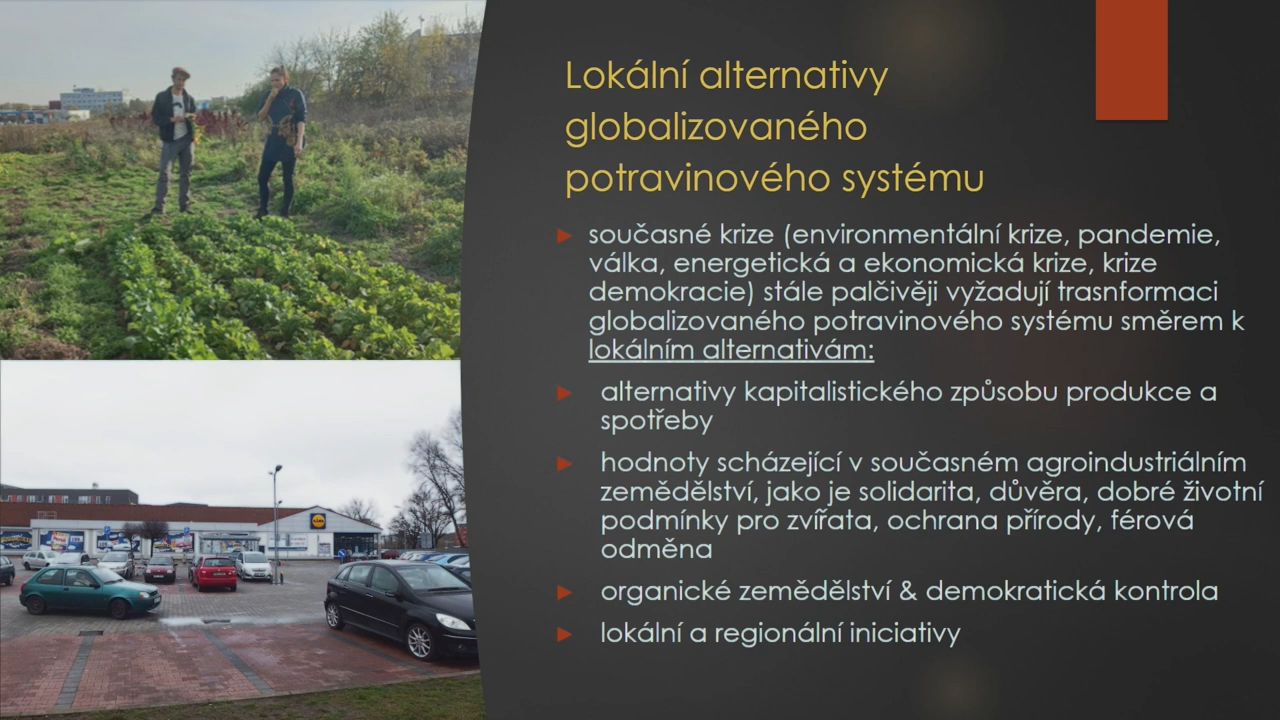 Lokální alternativy
globalizovaného
potravinového systému
současné krize (environmentální krize, pandemie,
válka, energetická a ekonomická krize, krize
demokracie) stále palčivěji vyžadují trasnformaci
globalizovaného potravinového systému směrem k
lokálním alternativám:
alternativy kapitalistického způsobu produkce a
spotřeby
hodnoty scházející v současném agroindustriálním
zemědělství, jako je solidarita, důvěra, dobré životní
podmínky pro zvířata, ochrana přírody, férová
odměna
organické zemědělství & demokratická kontrola
lokální a regionální iniciativy